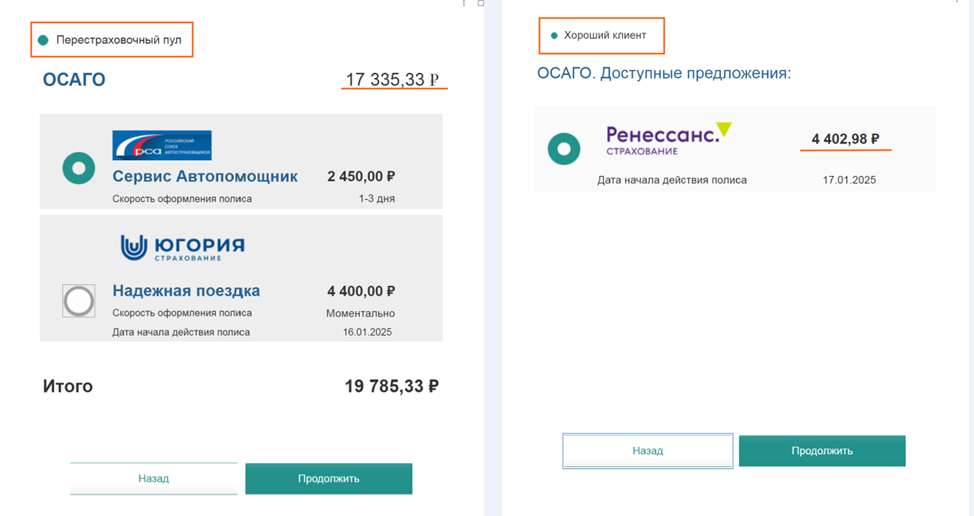 Перестраховочный пул
ОСАГО 17 335,33 ₽
рса РОССИЙСКИЙ СОЮЗ АВТОСТРАХОВЩИКОВ
Сервис Автопомощник 2 450,00 ₽
Скорость оформления полиса 1-3 дня
ЮГОРИЯ
СТРАХОВАНИЕ
Надежная поездка 4 400,00 ₽
Скорость оформления полиса Моментально
Дата начала действия полиса 16.01.2025
Итого 19 785,33 ₽
Назад Продолжить
Хороший клиент
ОСАГО. Доступные предложения:
Ренессанс.
СТРАХОВАНИЕ
4 402,98 ₽
Дата начала действия полиса 17.01.2025
Назад Продолжить